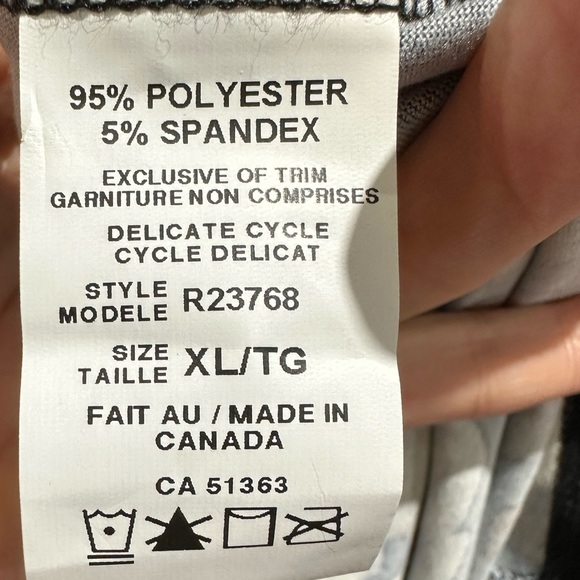 95% POLYESTER
5% SPANDEX
EXCLUSIVE OF TRIM
GARNITURE NON COMPRISES
DELICATE CYCLE
CYCLE DELICAT
STYLE
MODELE R23768
SIZE
TAILLE XL/TG
FAIT AU / MADE IN
CANADA
CA 51363